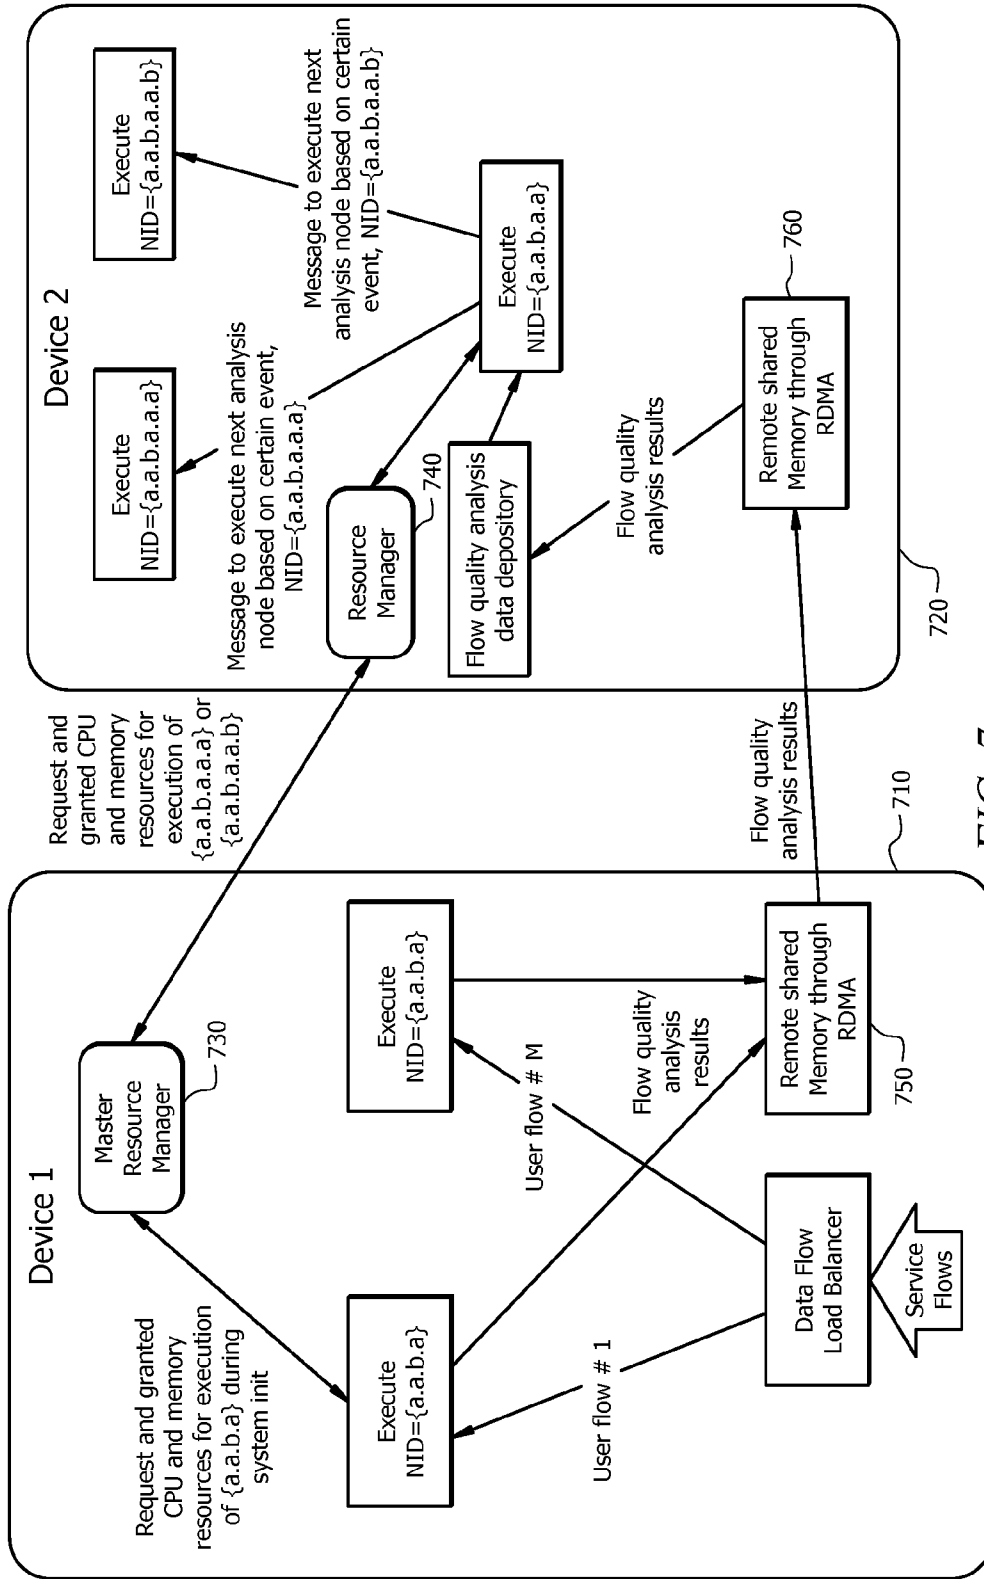 Device 1
Master
Resource
Manager
730
Request and granted
CPU and memory
resources for execution
of {a.a.b.a} during
system init
Execute
NID={a.a.b.a}
Execute
NID={a.a.b.a}
User flow # 1
User flow # M
Flow quality
analysis
results
Data Flow
Load Balancer
Service
Flows
Remote shared
Memory through
RDMA
750
710
Request and
granted CPU
and memory
resources for
execution of
{a.a.b.a.a.a} or
{a.a.b.a.a.b}
Flow quality
analysis results
Device 2
Execute
NID={a.a.b.a.a.a}
Execute
NID={a.a.b.a.a.b}
Message to execute next analysis
node based on certain event,
NID={a.a.b.a.a.a}
Message to execute next
analysis node based on certain
event, NID={a.a.b.a.a.b}
Resource
Manager
740
Flow quality analysis
data depository
Execute
NID={a.a.b.a.a}
Flow quality
analysis results
Remote shared
Memory through
RDMA
760
720
FIG. 7